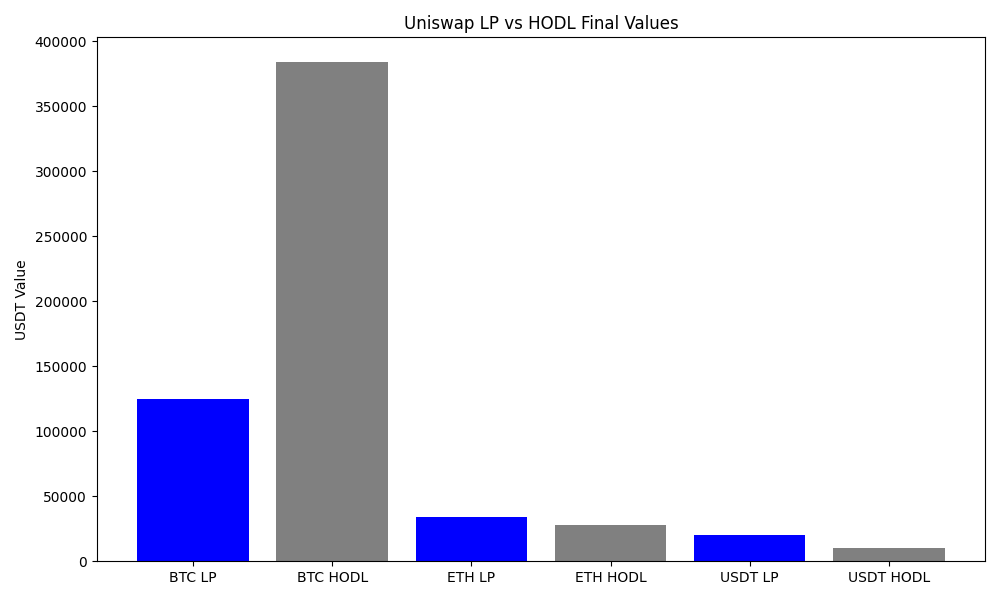 Uniswap LP vs HODL Final Values
USDT Value
400000
350000
300000
250000
200000
150000
100000
50000
0
BTC LP
BTC HODL
ETH LP
ETH HODL
USDT LP
USDT HODL